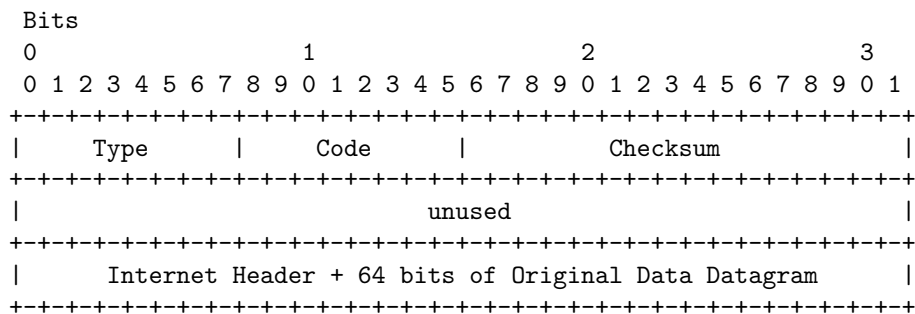 Bits
0                   1                   2                   3
0 1 2 3 4 5 6 7 8 9 0 1 2 3 4 5 6 7 8 9 0 1 2 3 4 5 6 7 8 9 0 1
+-+-+-+-+-+-+-+-+-+-+-+-+-+-+-+-+-+-+-+-+-+-+-+-+-+-+-+-+-+-+-+-+
|     Type      |     Code      |          Checksum             |
+-+-+-+-+-+-+-+-+-+-+-+-+-+-+-+-+-+-+-+-+-+-+-+-+-+-+-+-+-+-+-+-+
|                             unused                            |
+-+-+-+-+-+-+-+-+-+-+-+-+-+-+-+-+-+-+-+-+-+-+-+-+-+-+-+-+-+-+-+-+
|      Internet Header + 64 bits of Original Data Datagram      |
+-+-+-+-+-+-+-+-+-+-+-+-+-+-+-+-+-+-+-+-+-+-+-+-+-+-+-+-+-+-+-+-+